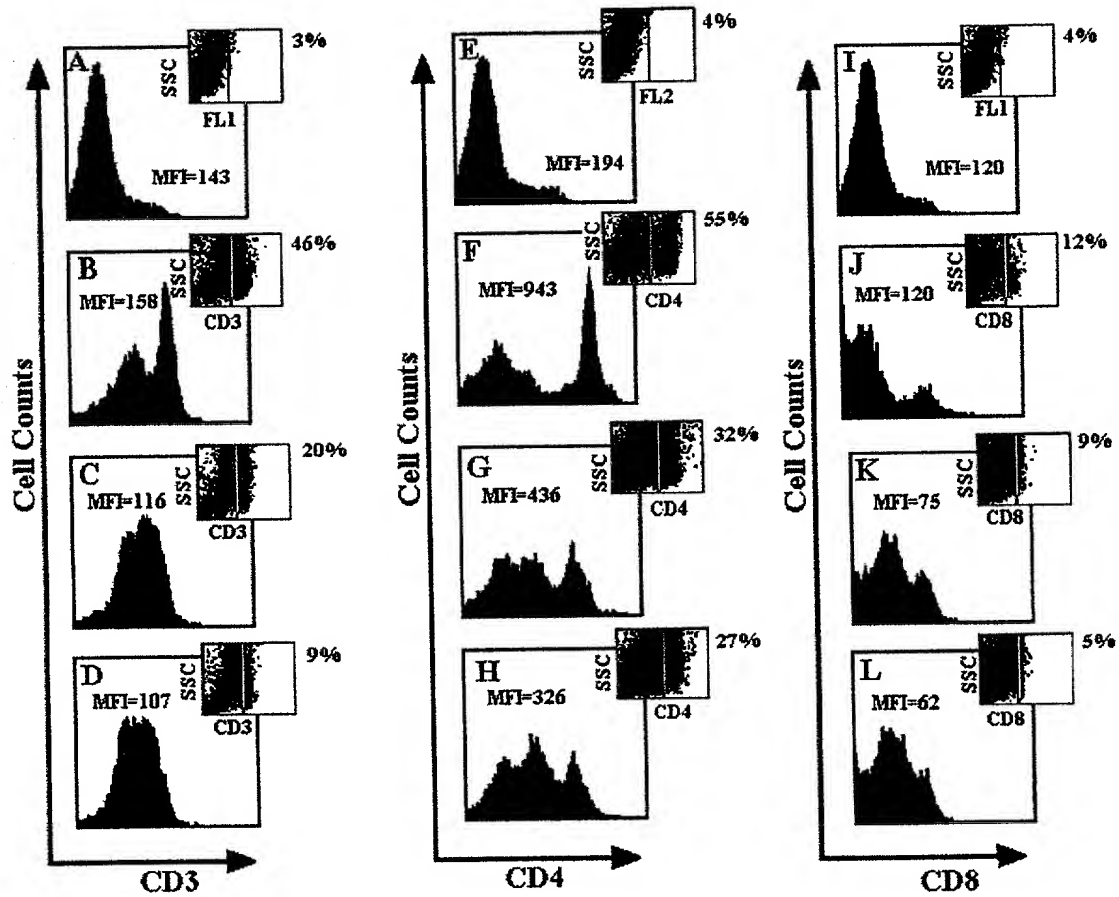 A
SSC
3%
FL1
MFI=143
B
SSC
46%
MFI=158
CD3
C
SSC
20%
MFI=116
CD3
D
SSC
9%
MFI=107
CD3
Cell Counts
CD3
E
SSC
4%
FL2
MFI=194
F
SSC
55%
MFI=943
CD4
G
SSC
32%
MFI=436
CD4
H
SSC
27%
MFI=326
CD4
Cell Counts
CD4
I
SSC
4%
FL1
MFI=120
J
SSC
12%
MFI=120
CD8
K
SSC
9%
MFI=75
CD8
L
SSC
5%
MFI=62
CD8
Cell Counts
CD8